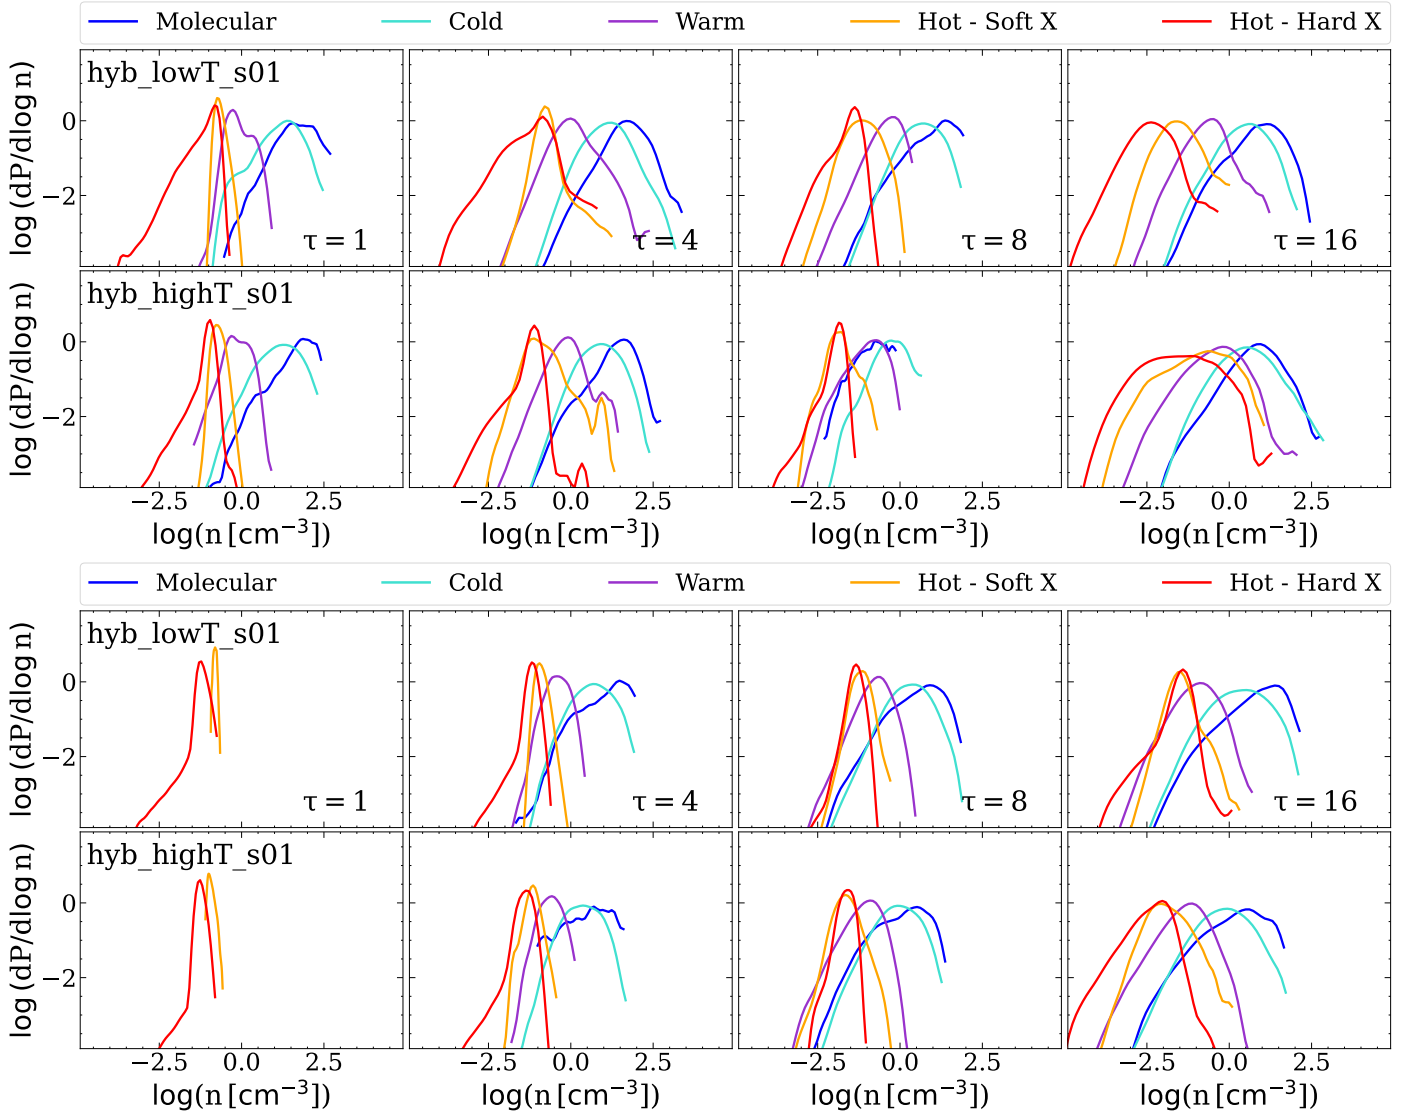 Molecular Cold Warm Hot - Soft X Hot - Hard X
hyb_lowT_s01
log (dP/dlog n)
0
−2
τ = 1
τ = 4
τ = 8
τ = 16
hyb_highT_s01
log (dP/dlog n)
0
−2
−2.5 0.0 2.5 −2.5 0.0 2.5 −2.5 0.0 2.5 −2.5 0.0 2.5
log(n [cm⁻³]) log(n [cm⁻³]) log(n [cm⁻³]) log(n [cm⁻³])
Molecular Cold Warm Hot - Soft X Hot - Hard X
hyb_lowT_s01
log (dP/dlog n)
0
−2
τ = 1
τ = 4
τ = 8
τ = 16
hyb_highT_s01
log (dP/dlog n)
0
−2
−2.5 0.0 2.5 −2.5 0.0 2.5 −2.5 0.0 2.5 −2.5 0.0 2.5
log(n [cm⁻³]) log(n [cm⁻³]) log(n [cm⁻³]) log(n [cm⁻³])